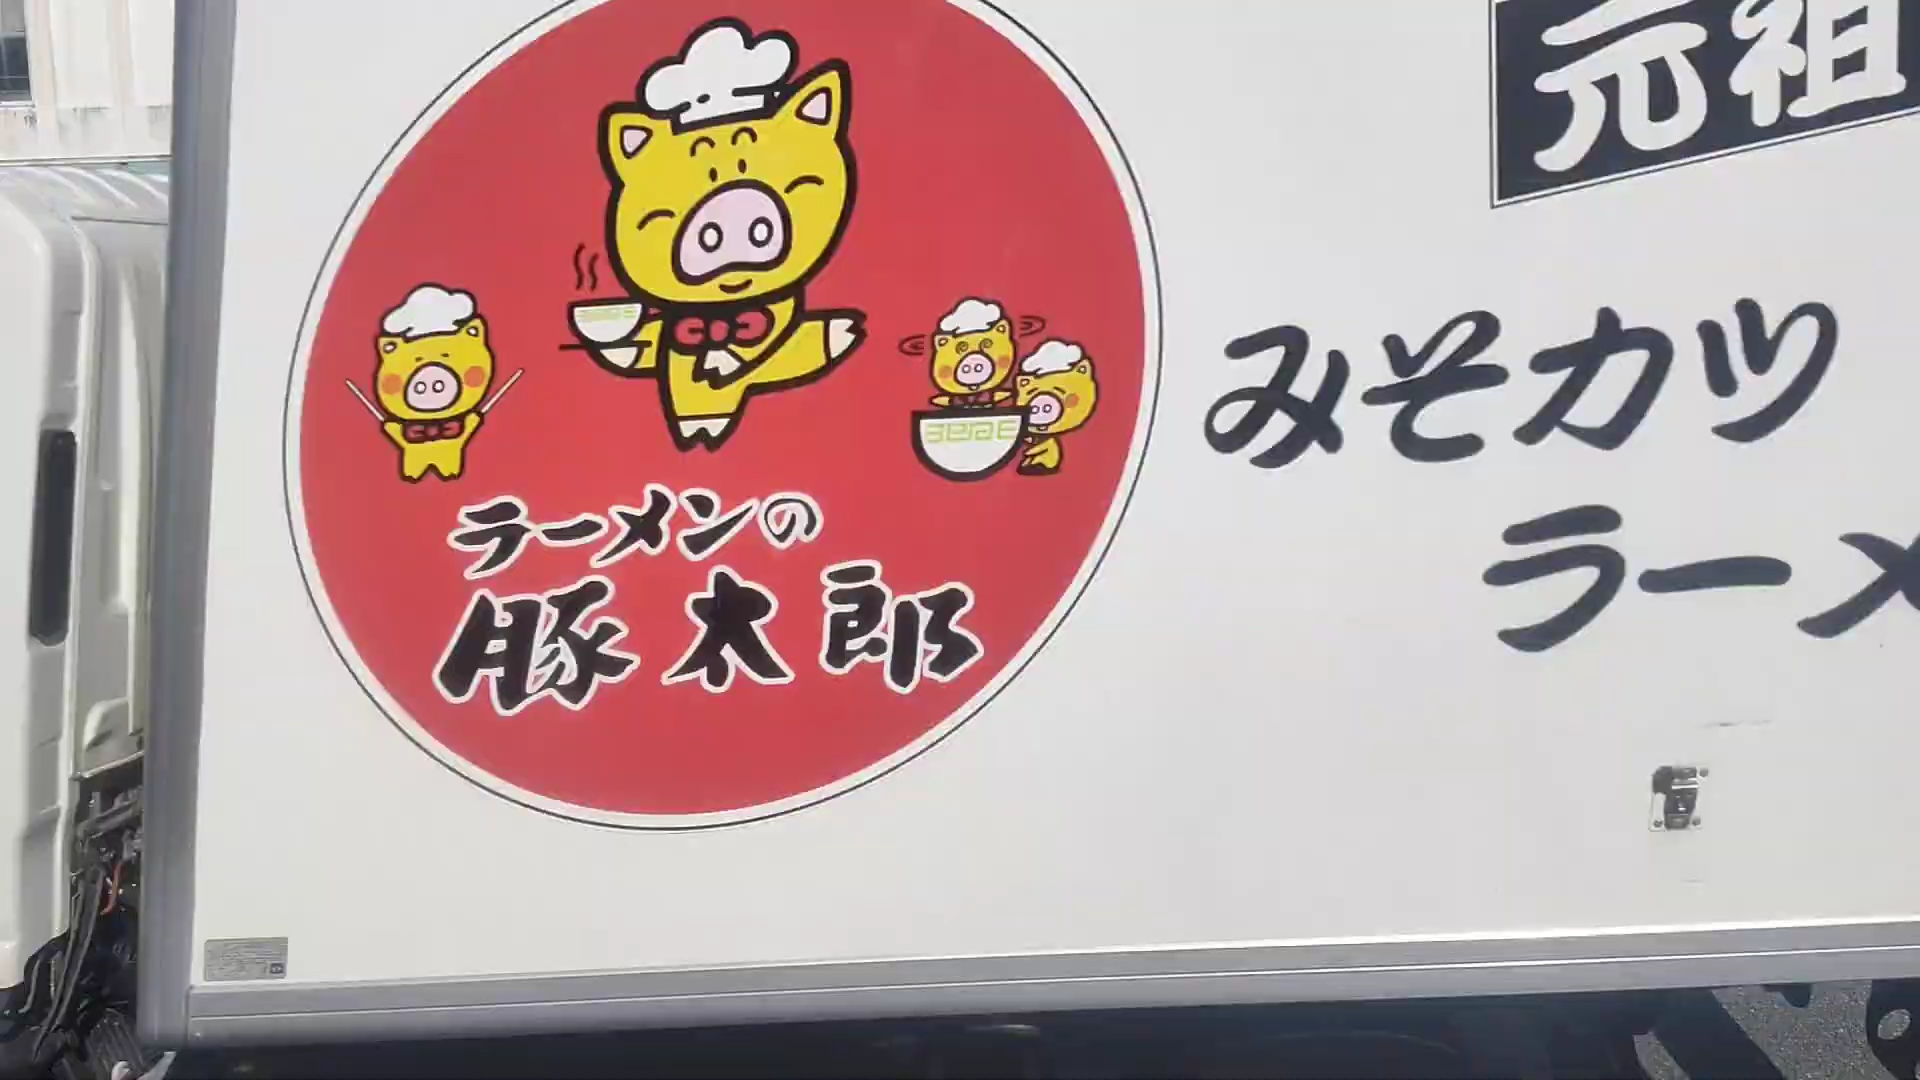 ラーメンの
豚太郎
元祖
みそカツ
ラーメ